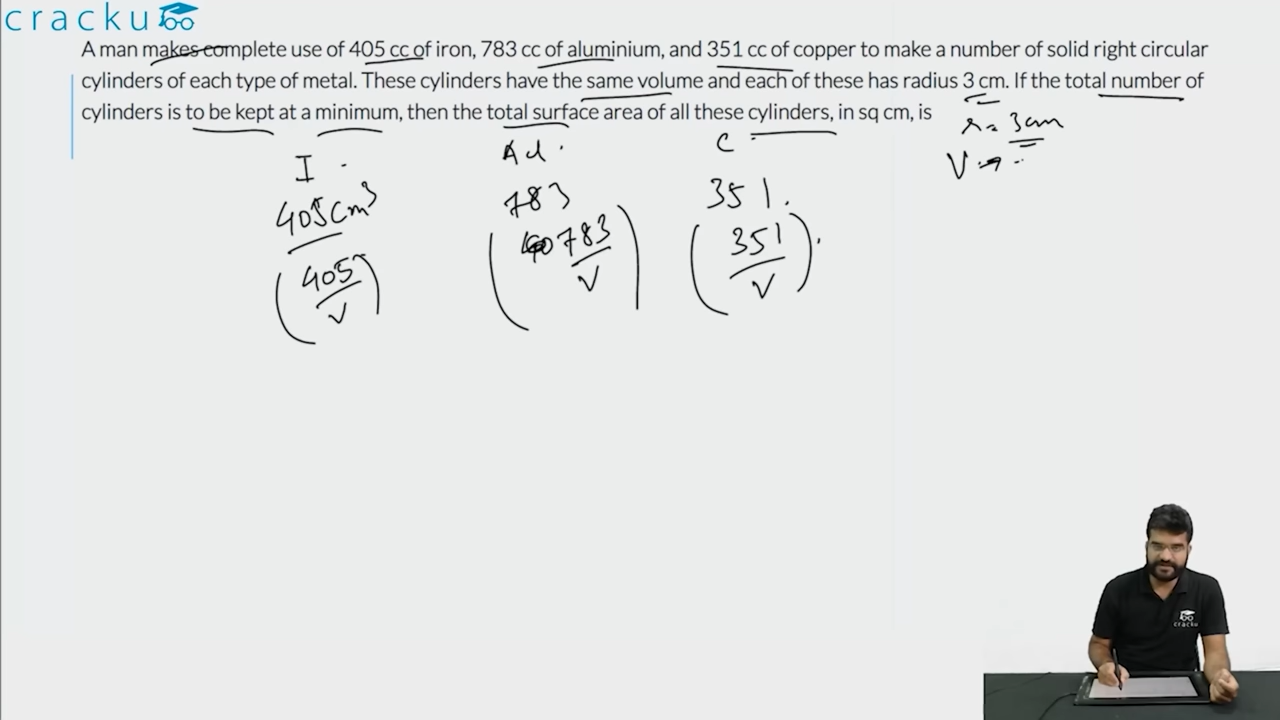 cracku
A man makes complete use of 405 cc of iron, 783 cc of aluminium, and 351 cc of copper to make a number of solid right circular
cylinders of each type of metal. These cylinders have the same volume and each of these has radius 3 cm. If the total number of
cylinders is to be kept at a minimum, then the total surface area of all these cylinders, in sq cm, is
r = 3cm
V →
I Al C
405cm³ 783 351.
(405/V) (783/V) (351/V).
cracku